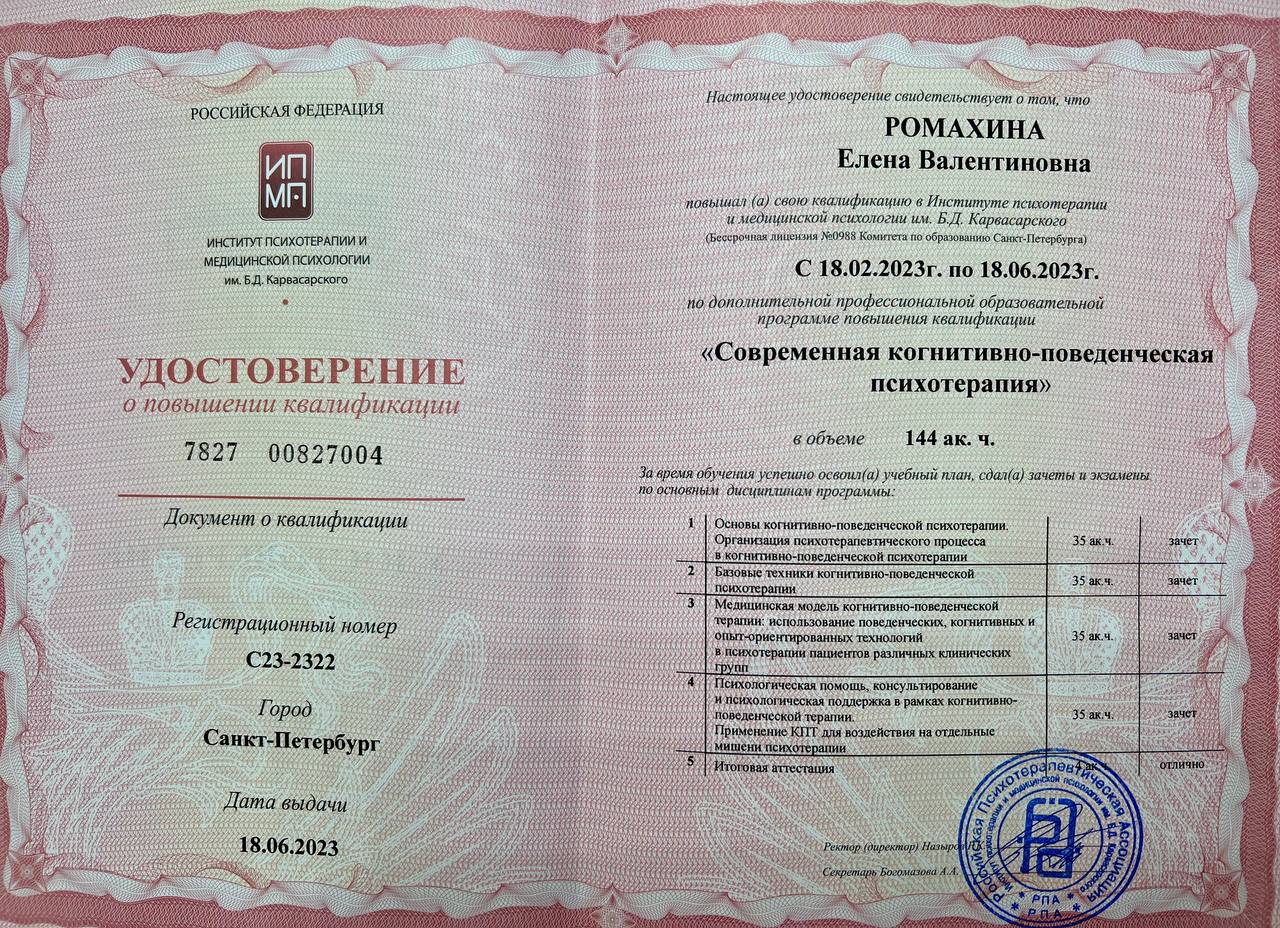 РОССИЙСКАЯ ФЕДЕРАЦИЯ
ИП
МП
ИНСТИТУТ ПСИХОТЕРАПИИ И
МЕДИЦИНСКОЙ ПСИХОЛОГИИ
им. Б.Д. Карвасарского
УДОСТОВЕРЕНИЕ
о повышении квалификации
7827 00827004
Документ о квалификации
Регистрационный номер
С23-2322
Город
Санкт-Петербург
Дата выдачи
18.06.2023
Настоящее удостоверение свидетельствует о том, что
РОМАХИНА
Елена Валентиновна
повышал (а) свою квалификацию в Институте психотерапии
и медицинской психологии им. Б.Д. Карвасарского
(Бессрочная лицензия №0988 Комитета по образованию Санкт-Петербурга)
С 18.02.2023г. по 18.06.2023г.
по дополнительной профессиональной образовательной
программе повышения квалификации
«Современная когнитивно-поведенческая
психотерапия»
в объеме 144 ак. ч.
За время обучения успешно освоил(а) учебный план, сдал(а) зачеты и экзамены
по основным дисциплинам программы:
1 Основы когнитивно-поведенческой психотерапии.
Организация психотерапевтического процесса 35 ак.ч. зачет
в когнитивно-поведенческой психотерапии
2 Базовые техники когнитивно-поведенческой 35 ак.ч. зачет
психотерапии
3 Медицинская модель когнитивно-поведенческой
терапии: использование поведенческих, когнитивных и
опыт-ориентированных технологий 35 ак.ч. зачет
в психотерапии пациентов различных клинических
групп
4 Психологическая помощь, консультирование
и психологическая поддержка в рамках когнитивно-
поведенческой терапии. 35 ак.ч. зачет
Применение КПТ для воздействия на отдельные
мишени психотерапии
5 Итоговая аттестация 4 ак. отлично
Ректор (директор) Назыров
Секретарь Богомазова А.А.
Российская Психотерапевтическая Ассоциация
Институт психотерапии и медицинской психологии им. Б.Д. Карвасарского
РПА
РПА